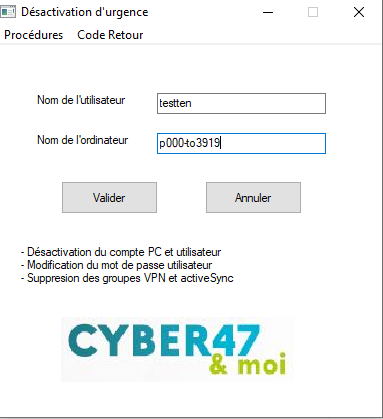 Désactivation d'urgence
Procédures Code Retour
Nom de l'utilisateur testten
Nom de l'ordinateur p000-to3919
Valider Annuler
- Désactivation du compte PC et utilisateur
- Modification du mot de passe utilisateur
- Suppresion des groupes VPN et activeSync
CYBER47
& moi